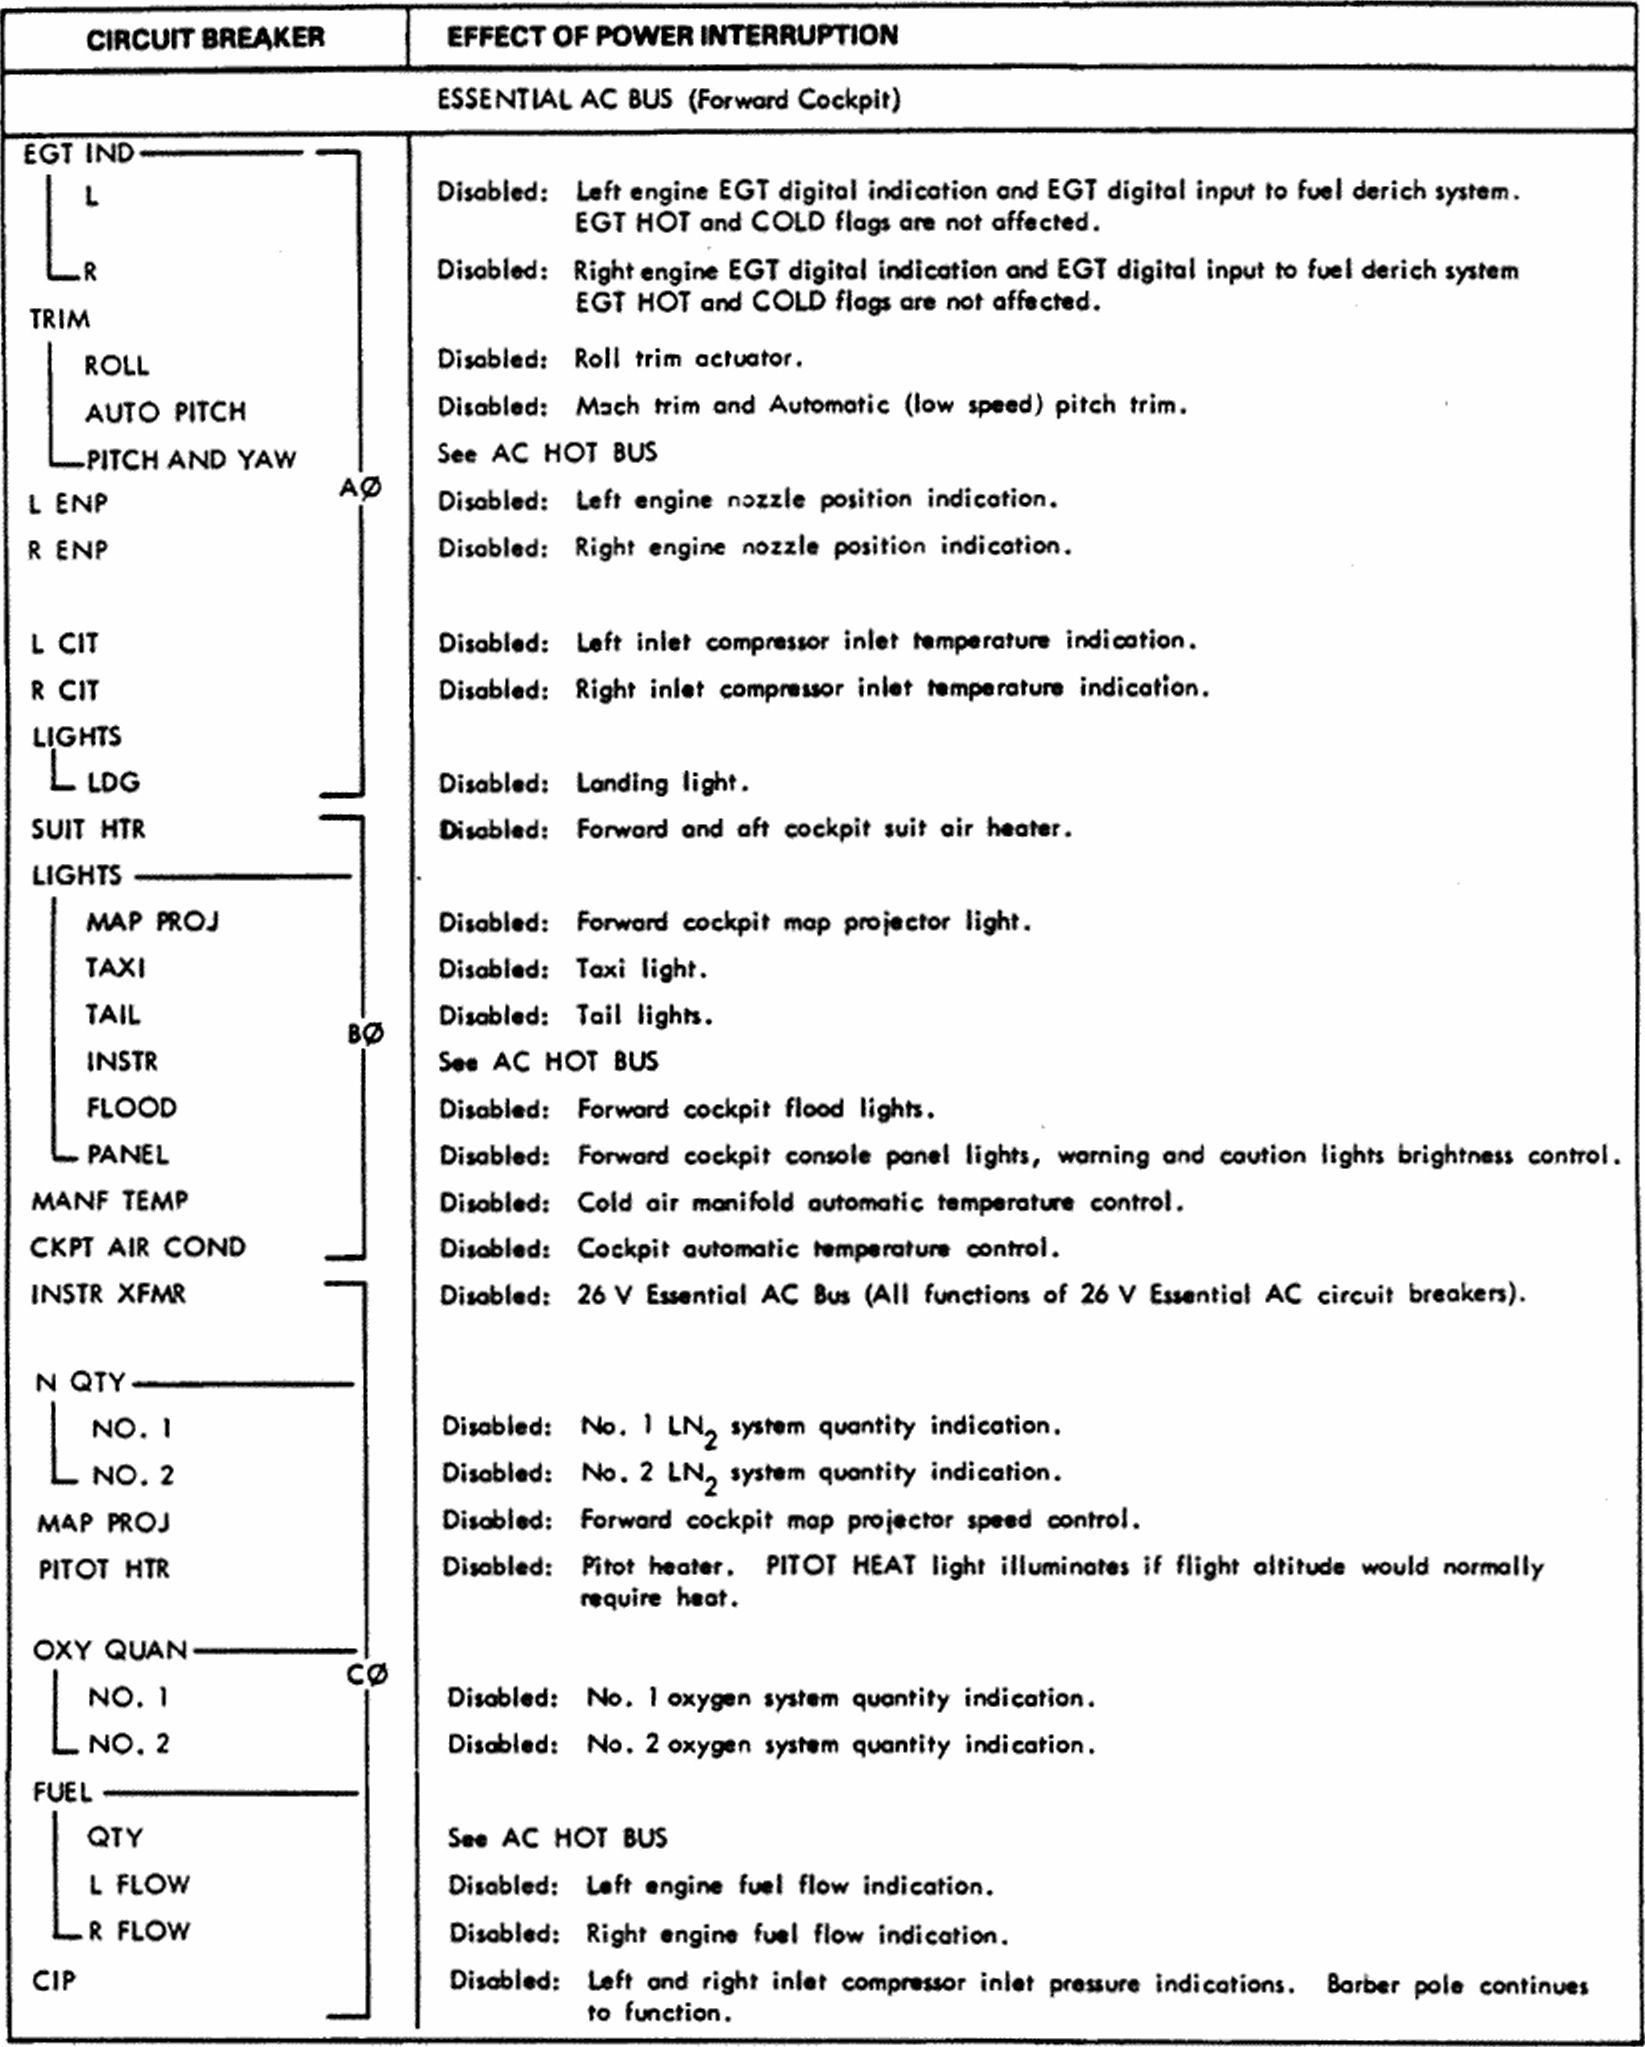 CIRCUIT BREAKER EFFECT OF POWER INTERRUPTION
ESSENTIAL AC BUS (Forward Cockpit)
EGT IND
L Disabled: Left engine EGT digital indication and EGT digital input to fuel derich system.
EGT HOT and COLD flags are not affected.
R Disabled: Right engine EGT digital indication and EGT digital input to fuel derich system
EGT HOT and COLD flags are not affected.
TRIM
ROLL Disabled: Roll trim actuator.
AUTO PITCH Disabled: Mach trim and Automatic (low speed) pitch trim.
PITCH AND YAW See AC HOT BUS
AØ
L ENP Disabled: Left engine nozzle position indication.
R ENP Disabled: Right engine nozzle position indication.
L CIT Disabled: Left inlet compressor inlet temperature indication.
R CIT Disabled: Right inlet compressor inlet temperature indication.
LIGHTS
LDG Disabled: Landing light.
SUIT HTR Disabled: Forward and aft cockpit suit air heater.
LIGHTS
MAP PROJ Disabled: Forward cockpit map projector light.
TAXI Disabled: Taxi light.
TAIL Disabled: Tail lights.
BØ
INSTR See AC HOT BUS
FLOOD Disabled: Forward cockpit flood lights.
PANEL Disabled: Forward cockpit console panel lights, warning and caution lights brightness control.
MANF TEMP Disabled: Cold air manifold automatic temperature control.
CKPT AIR COND Disabled: Cockpit automatic temperature control.
INSTR XFMR Disabled: 26 V Essential AC Bus (All functions of 26 V Essential AC circuit breakers).
N QTY
NO. 1 Disabled: No. 1 LN2 system quantity indication.
NO. 2 Disabled: No. 2 LN2 system quantity indication.
MAP PROJ Disabled: Forward cockpit map projector speed control.
PITOT HTR Disabled: Pitot heater. PITOT HEAT light illuminates if flight altitude would normally
require heat.
OXY QUAN
CØ
NO. 1 Disabled: No. 1 oxygen system quantity indication.
NO. 2 Disabled: No. 2 oxygen system quantity indication.
FUEL
QTY See AC HOT BUS
L FLOW Disabled: Left engine fuel flow indication.
R FLOW Disabled: Right engine fuel flow indication.
CIP Disabled: Left and right inlet compressor inlet pressure indications. Barber pole continues
to function.